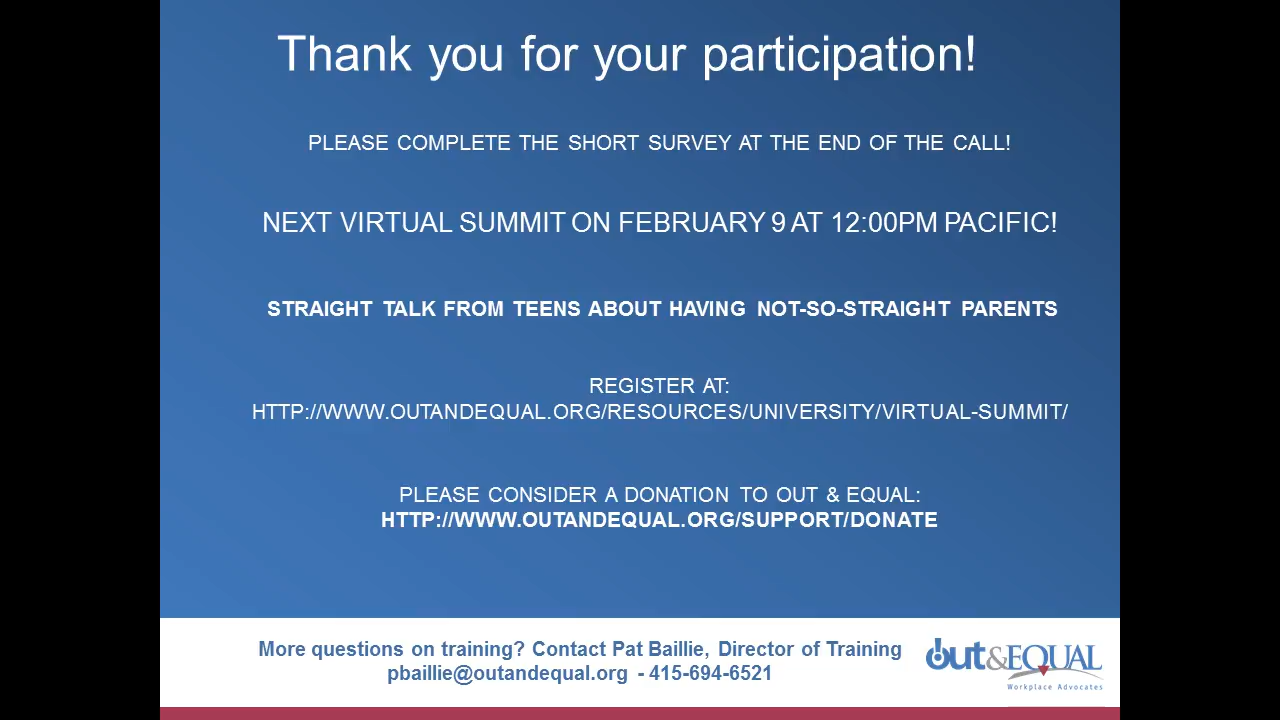 Thank you for your participation!
PLEASE COMPLETE THE SHORT SURVEY AT THE END OF THE CALL!
NEXT VIRTUAL SUMMIT ON FEBRUARY 9 AT 12:00PM PACIFIC!
STRAIGHT TALK FROM TEENS ABOUT HAVING NOT-SO-STRAIGHT PARENTS
REGISTER AT:
HTTP://WWW.OUTANDEQUAL.ORG/RESOURCES/UNIVERSITY/VIRTUAL-SUMMIT/
PLEASE CONSIDER A DONATION TO OUT & EQUAL:
HTTP://WWW.OUTANDEQUAL.ORG/SUPPORT/DONATE
More questions on training? Contact Pat Baillie, Director of Training
pbaillie@outandequal.org - 415-694-6521
out&EQUAL
Workplace Advocates